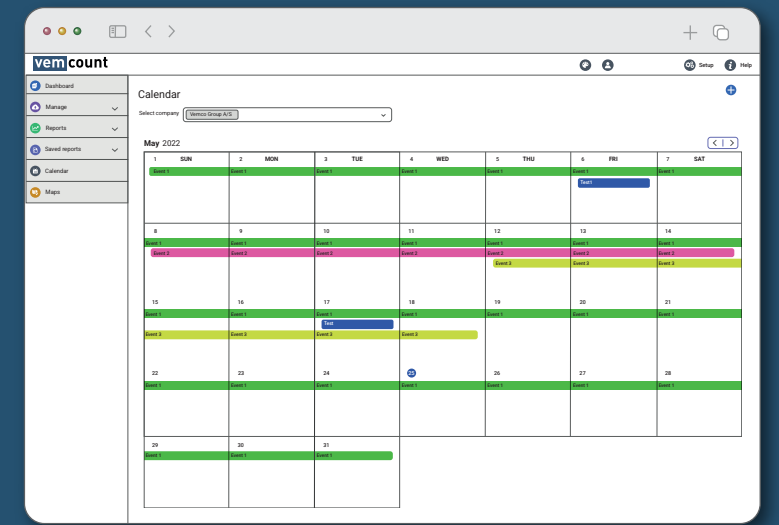 vemcount
Setup Help
Dashboard
Manage
Reports
Saved reports
Calendar
Maps
Calendar
Select company Vemco Group A/S
May 2022
1 SUN 2 MON 3 TUE 4 WED 5 THU 6 FRI 7 SAT
Event 1 Event 1 Event 1 Event 1 Event 1 Event 1 Event 1
Test1
8 9 10 11 12 13 14
Event 1 Event 1 Event 1 Event 1 Event 1 Event 1 Event 1
Event 2 Event 2 Event 2 Event 2 Event 2 Event 2 Event 2
Event 3 Event 3 Event 3
15 16 17 18 19 20 21
Event 1 Event 1 Event 1 Event 1 Event 1 Event 1 Event 1
Test
Event 3 Event 3 Event 3 Event 3
22 23 24 25 26 27 28
Event 1 Event 1 Event 1 Event 1 Event 1 Event 1 Event 1
29 30 31
Event 1 Event 1 Event 1